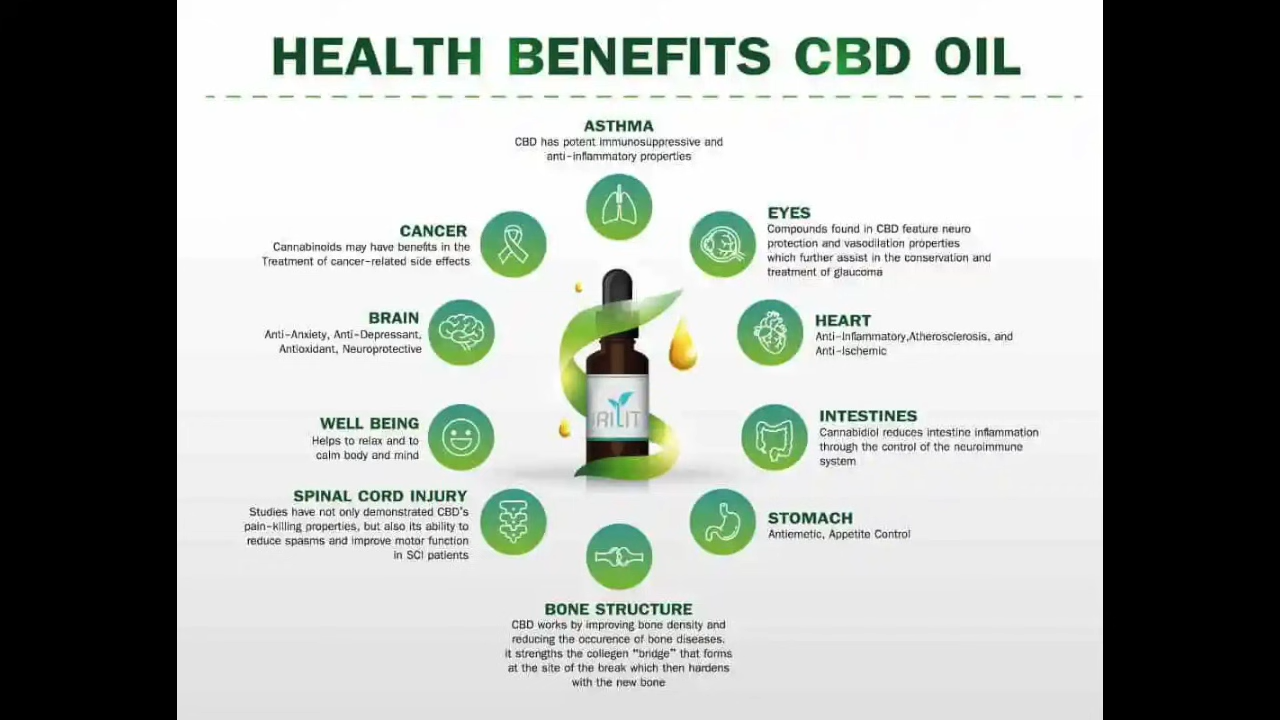 HEALTH BENEFITS CBD OIL
ASTHMA
CBD has potent immunosuppressive and
anti-inflammatory properties
CANCER
Cannabinoids may have benefits in the
Treatment of cancer-related side effects
EYES
Compounds found in CBD feature neuro
protection and vasodilation properties
which further assist in the conservation and
treatment of glaucoma
BRAIN
Anti-Anxiety, Anti-Depressant,
Antioxidant, Neuroprotective
HEART
Anti-Inflammatory,Atherosclerosis, and
Anti-Ischemic
WELL BEING
Helps to relax and to
calm body and mind
INTESTINES
Cannabidiol reduces intestine inflammation
through the control of the neuroimmune
system
SPINAL CORD INJURY
Studies have not only demonstrated CBD's
pain-killing properties, but also its ability to
reduce spasms and improve motor function
in SCI patients
STOMACH
Antiemetic, Appetite Control
BONE STRUCTURE
CBD works by improving bone density and
reducing the occurence of bone diseases.
it strengths the collegen "bridge" that forms
at the site of the break which then hardens
with the new bone